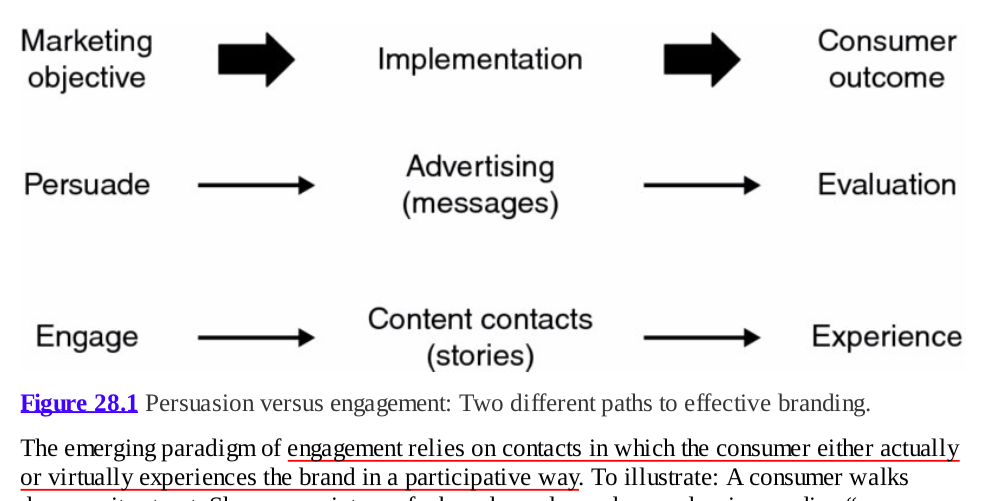 Marketing objective
Implementation
Consumer outcome
Persuade
Advertising (messages)
Evaluation
Engage
Content contacts (stories)
Experience
Figure 28.1 Persuasion versus engagement: Two different paths to effective branding.
The emerging paradigm of engagement relies on contacts in which the consumer either actually
or virtually experiences the brand in a participative way. To illustrate: A consumer walks